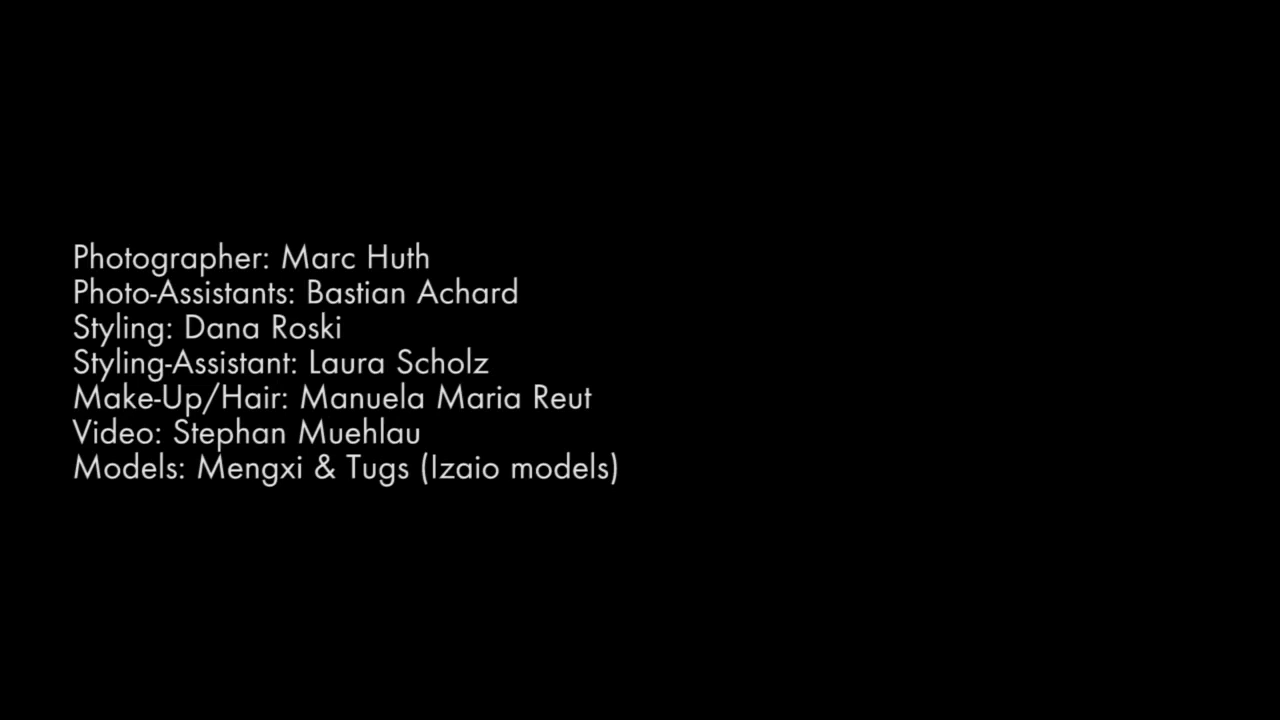 Photographer: Marc Huth
Photo-Assistants: Bastian Achard
Styling: Dana Roski
Styling-Assistant: Laura Scholz
Make-Up/Hair: Manuela Maria Reut
Video: Stephan Muehlau
Models: Mengxi & Tugs (Izaio models)